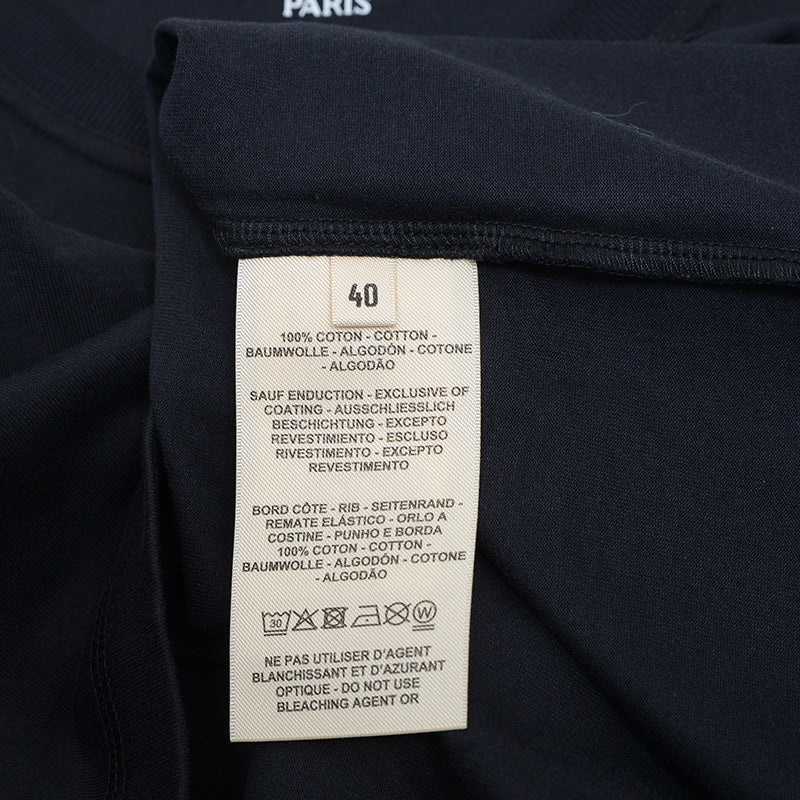 PARIS
40
100% COTON - COTTON -
BAUMWOLLE - ALGODÓN - COTONE
- ALGODÃO
SAUF ENDUCTION - EXCLUSIVE OF
COATING - AUSSCHLIESSLICH
BESCHICHTUNG - EXCEPTO
REVESTIMIENTO - ESCLUSO
RIVESTIMENTO - EXCEPTO
REVESTIMENTO
BORD CÔTE - RIB - SEITENRAND -
REMATE ELÁSTICO - ORLO A
COSTINE - PUNHO E BORDA
100% COTON - COTTON -
BAUMWOLLE - ALGODÓN - COTONE
- ALGODÃO
30 W
NE PAS UTILISER D'AGENT
BLANCHISSANT ET D'AZURANT
OPTIQUE - DO NOT USE
BLEACHING AGENT OR